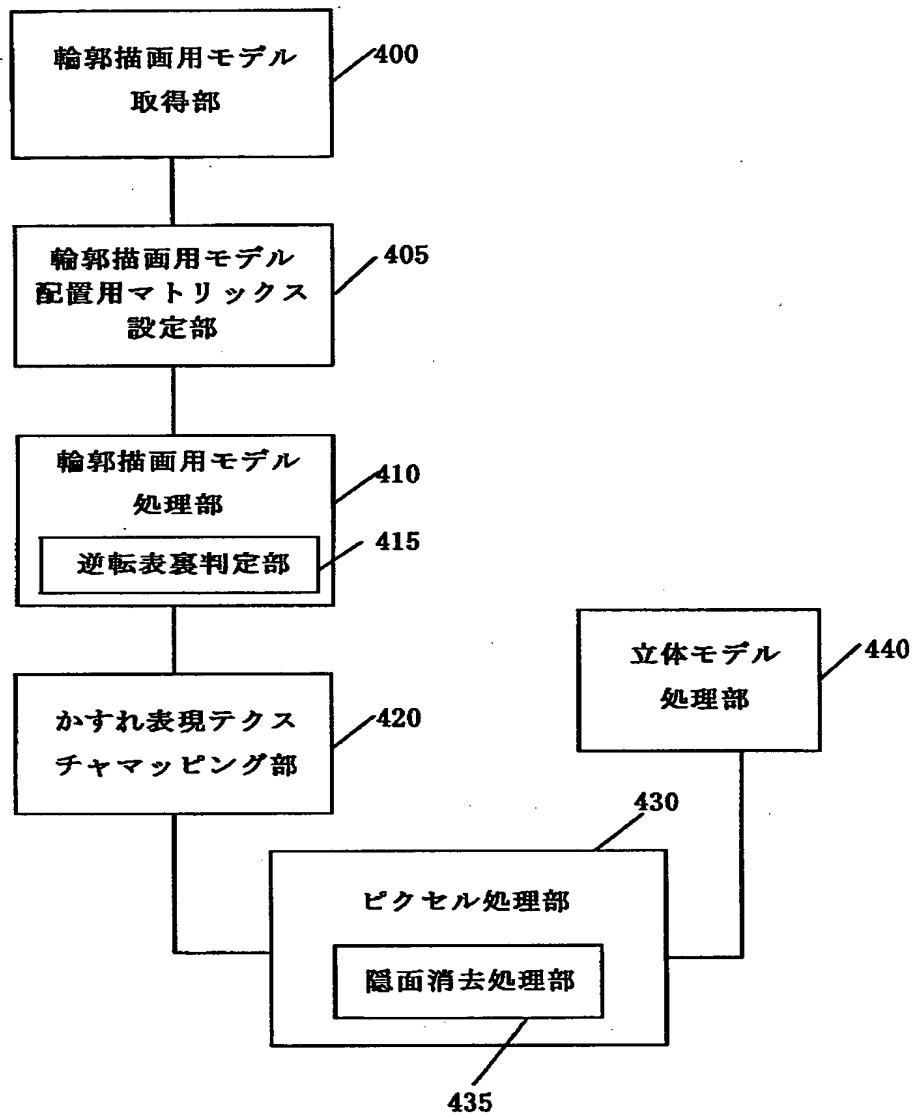 輪郭描画用モデル
取得部
400
輪郭描画用モデル
配置用マトリックス
設定部
405
輪郭描画用モデル
処理部
410
逆転表裏判定部
415
かすれ表現テクス
チャマッピング部
420
立体モデル
処理部
440
430
ピクセル処理部
隠面消去処理部
435